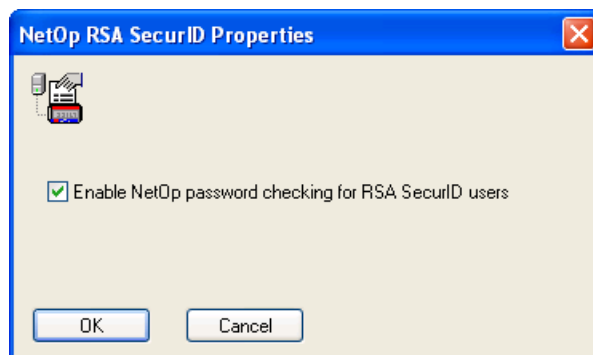 NetOp RSA SecurID Properties
Enable NetOp password checking for RSA SecurID users
OK
Cancel